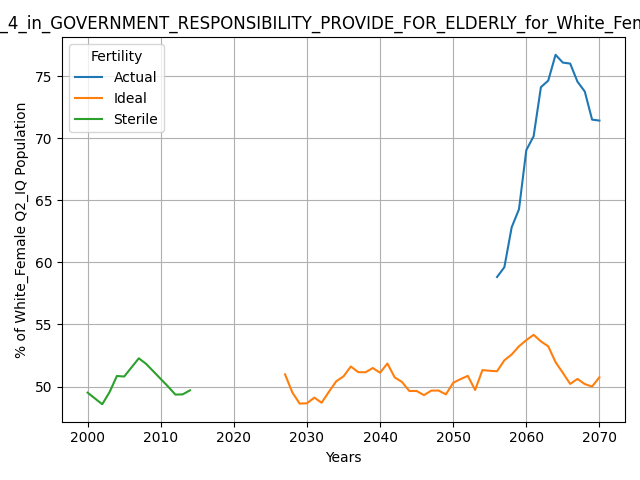 _4_in_GOVERNMENT_RESPONSIBILITY_PROVIDE_FOR_ELDERLY_for_White_Fem
Fertility
Actual
Ideal
Sterile
% of White_Female Q2_IQ Population
75
70
65
60
55
50
2000 2010 2020 2030 2040 2050 2060 2070
Years